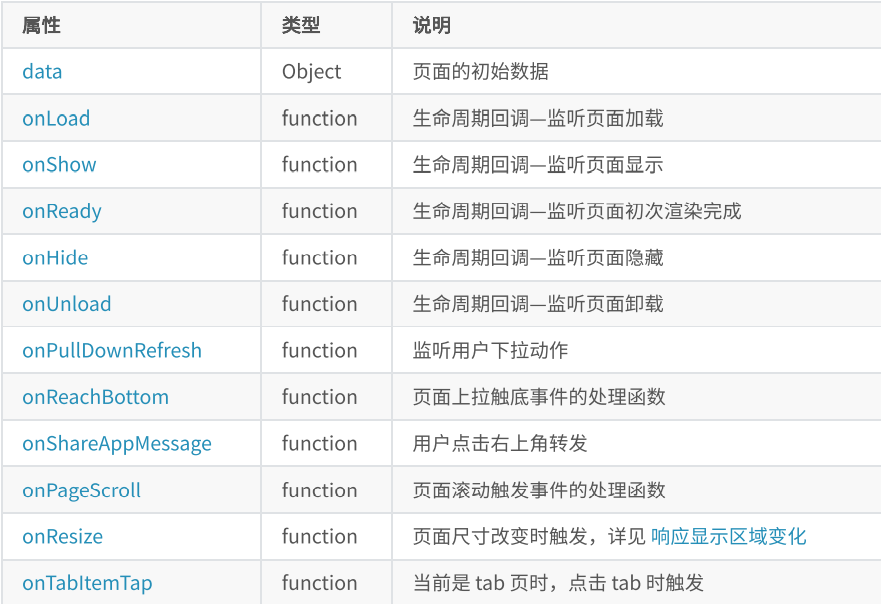 属性 类型 说明
data Object 页面的初始数据
onLoad function 生命周期回调—监听页面加载
onShow function 生命周期回调—监听页面显示
onReady function 生命周期回调—监听页面初次渲染完成
onHide function 生命周期回调—监听页面隐藏
onUnload function 生命周期回调—监听页面卸载
onPullDownRefresh function 监听用户下拉动作
onReachBottom function 页面上拉触底事件的处理函数
onShareAppMessage function 用户点击右上角转发
onPageScroll function 页面滚动触发事件的处理函数
onResize function 页面尺寸改变时触发，详见 响应显示区域变化
onTabItemTap function 当前是 tab 页时，点击 tab 时触发